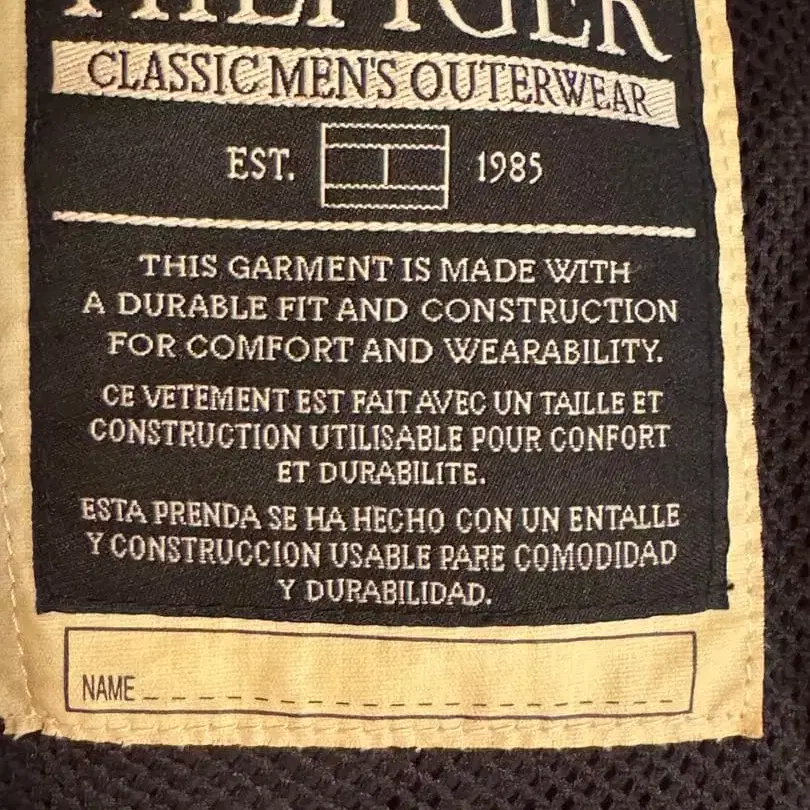 HILFIGER
CLASSIC MEN'S OUTERWEAR
EST. 1985
THIS GARMENT IS MADE WITH
A DURABLE FIT AND CONSTRUCTION
FOR COMFORT AND WEARABILITY.
CE VETEMENT EST FAIT AVEC UN TAILLE ET
CONSTRUCTION UTILISABLE POUR CONFORT
ET DURABILITE.
ESTA PRENDA SE HA HECHO CON UN ENTALLE
Y CONSTRUCCION USABLE PARE COMODIDAD
Y DURABILIDAD.
NAME